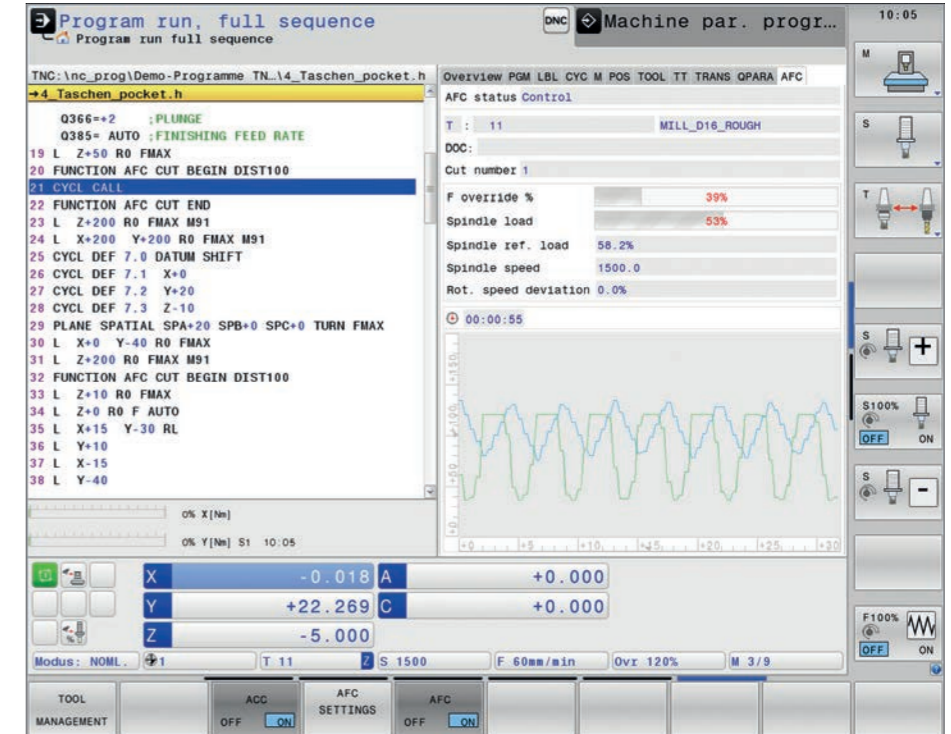 Program run, full sequence
Program run full sequence
DNC
Machine par. progr…
10:05
TNC:\nc_prog\Demo-Programme TN…\4_Taschen_pocket.h
→4_Taschen_pocket.h
Q366=+2 ;PLUNGE
Q385= AUTO ;FINISHING FEED RATE
19 L Z+50 R0 FMAX
20 FUNCTION AFC CUT BEGIN DIST100
21 CYCL CALL
22 FUNCTION AFC CUT END
23 L Z+200 R0 FMAX M91
24 L X+200 Y+200 R0 FMAX M91
25 CYCL DEF 7.0 DATUM SHIFT
26 CYCL DEF 7.1 X+0
27 CYCL DEF 7.2 Y+20
28 CYCL DEF 7.3 Z-10
29 PLANE SPATIAL SPA+20 SPB+0 SPC+0 TURN FMAX
30 L X+0 Y-40 R0 FMAX
31 L Z+200 R0 FMAX M91
32 FUNCTION AFC CUT BEGIN DIST100
33 L Z+10 R0 FMAX
34 L Z+0 R0 F AUTO
35 L X+15 Y-30 RL
36 L Y+10
37 L X-15
38 L Y-40
0% X[Nm]
0% Y[Nm] S1 10:05
Overview PGM LBL CYC M POS TOOL TT TRANS QPARA AFC
AFC status Control
T : 11 MILL_D16_ROUGH
DOC:
Cut number 1
F override % 39%
Spindle load 53%
Spindle ref. load 58.2%
Spindle speed 1500.0
Rot. speed deviation 0.0%
00:00:55
+150
+100
+50
+0
+0 +5 +10 +15 +20 +25 +30
X -0.018 A +0.000
Y +22.269 C +0.000
Z -5.000
Modus: NOML. 1 T 11 Z S 1500 F 60mm/min Ovr 120% M 3/9
TOOL MANAGEMENT
ACC
OFF ON
AFC
SETTINGS
AFC
OFF ON
M
S
T
S
+
S100%
OFF ON
S
-
F100%
OFF ON